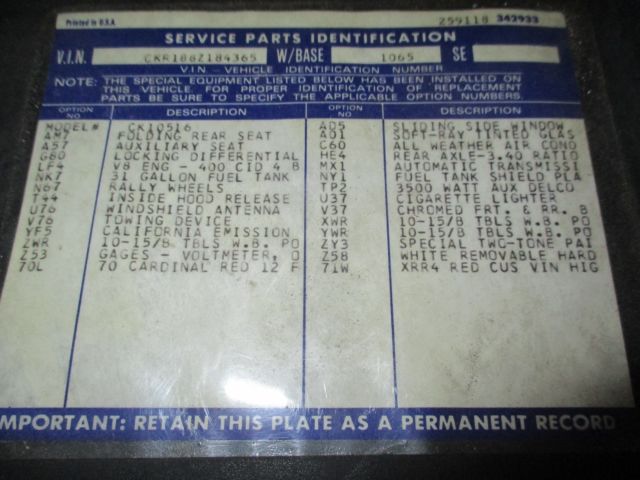 Printed in U.S.A. 259118 342933
SERVICE PARTS IDENTIFICATION
V.I.N. CKR188Z184365 W/BASE 1065 SE
V.I.N. - VEHICLE IDENTIFICATION NUMBER
NOTE: THE SPECIAL EQUIPMENT LISTED BELOW HAS BEEN INSTALLED ON
THIS VEHICLE. FOR PROPER IDENTIFICATION OF REPLACEMENT
PARTS BE SURE TO SPECIFY THE APPLICABLE OPTION NUMBERS.
OPTION NO. DESCRIPTION OPTION NO. DESCRIPTION
MODEL# CK10516 AD5 SLIDING SIDE WINDOW
AM7 FOLDING REAR SEAT A31 SOFT-RAY TINTED GLAS
A57 AUXILIARY SEAT C60 ALL WEATHER AIR COND
G80 LOCKING DIFFERENTIAL HE4 REAR AXLE-3.40 RATIO
LF4 V8 ENG - 400 CID 4 B MX1 AUTOMATIC TRANSMISSI
NK7 31 GALLON FUEL TANK NY1 FUEL TANK SHIELD PLA
N67 RALLY WHEELS TP2 3500 WATT AUX DELCO
T44 INSIDE HOOD RELEASE U37 CIGARETTE LIGHTER
U76 WINDSHIELD ANTENNA V37 CHROMED FRT. & RR. B
V76 TOWING DEVICE XWR 10-15/8 TBLS W.B. PO
YF5 CALIFORNIA EMISSION YWR 10-15/8 TBLS W.B. PO
ZWR 10-15/8 TBLS W.B. PO ZY3 SPECIAL TWO-TONE PAI
Z53 GAGES - VOLTMETER, O Z58 WHITE REMOVABLE HARD
70L 70 CARDINAL RED 12 F 71W XRR4 RED CUS VIN HIG
IMPORTANT: RETAIN THIS PLATE AS A PERMANENT RECORD